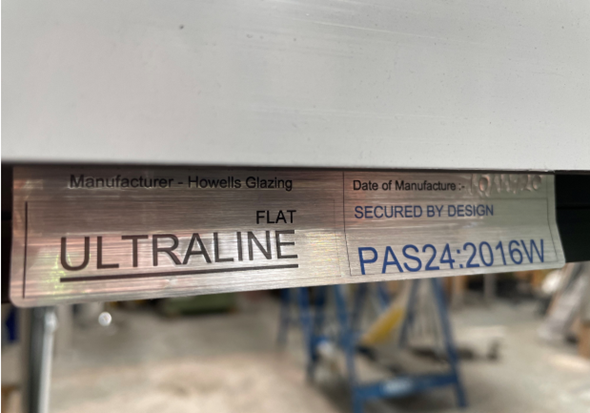 Manufacturer - Howells Glazing
FLAT
ULTRALINE
Date of Manufacture :-
SECURED BY DESIGN
PAS24:2016W